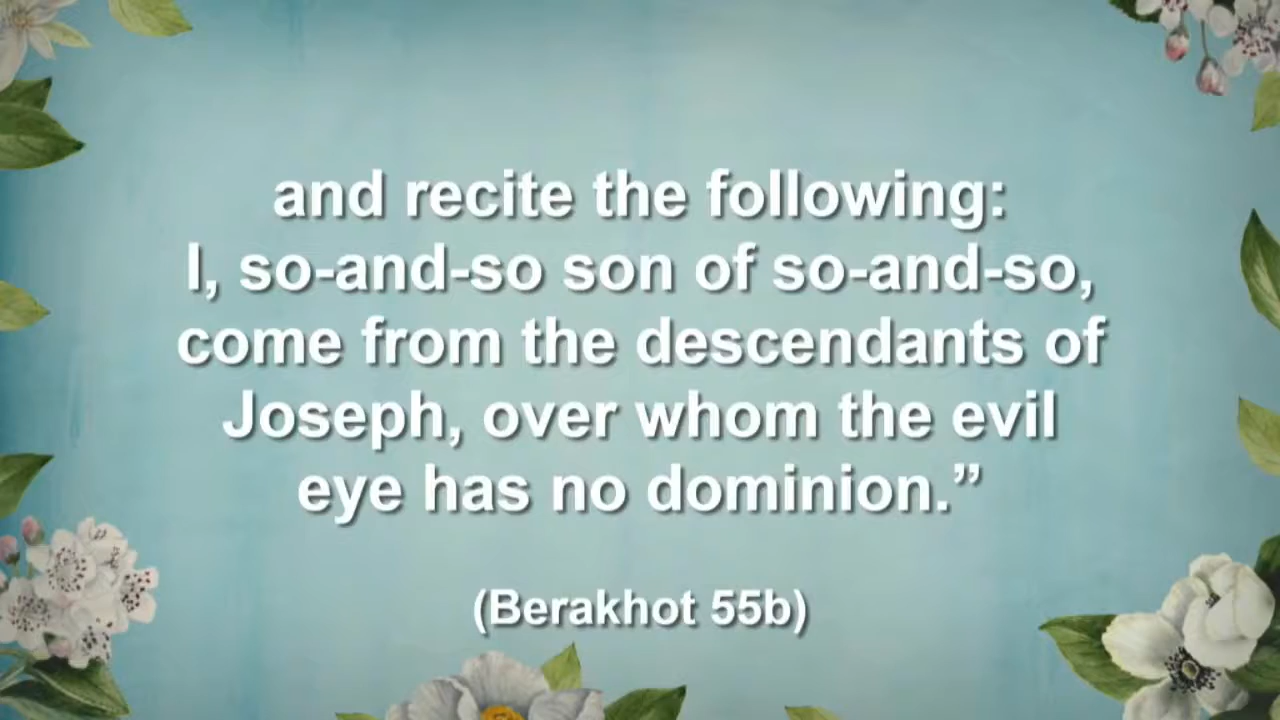 and recite the following:
I, so-and-so son of so-and-so,
come from the descendants of
Joseph, over whom the evil
eye has no dominion.”
(Berakhot 55b)